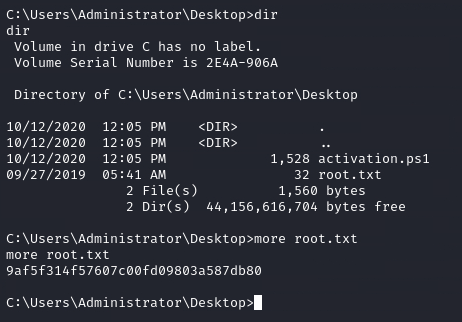 C:\Users\Administrator\Desktop>dir
dir
 Volume in drive C has no label.
 Volume Serial Number is 2E4A-906A

 Directory of C:\Users\Administrator\Desktop

10/12/2020  12:05 PM    <DIR>          .
10/12/2020  12:05 PM    <DIR>          ..
10/12/2020  12:05 PM             1,528 activation.ps1
09/27/2019  05:41 AM                32 root.txt
               2 File(s)          1,560 bytes
               2 Dir(s)  44,156,616,704 bytes free

C:\Users\Administrator\Desktop>more root.txt
more root.txt
9af5f314f57607c00fd09803a587db80

C:\Users\Administrator\Desktop>